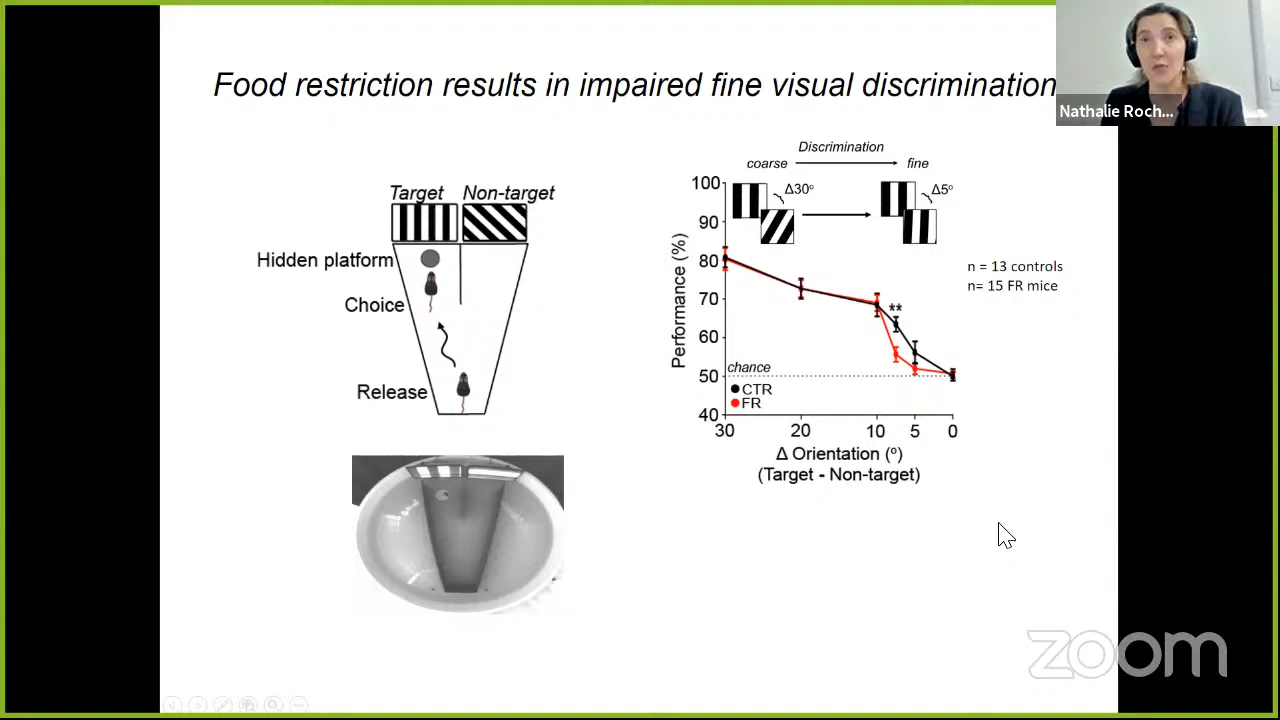 Food restriction results in impaired fine visual discrimination
Nathalie Roch...
Target Non-target
Hidden platform
Choice
Release
Discrimination
coarse fine
Δ30°
Δ5°
Performance (%)
100
90
80
70
60
50
40
**
chance
CTR
FR
30 20 10 5 0
Δ Orientation (º)
(Target - Non-target)
n = 13 controls
n= 15 FR mice
zoom